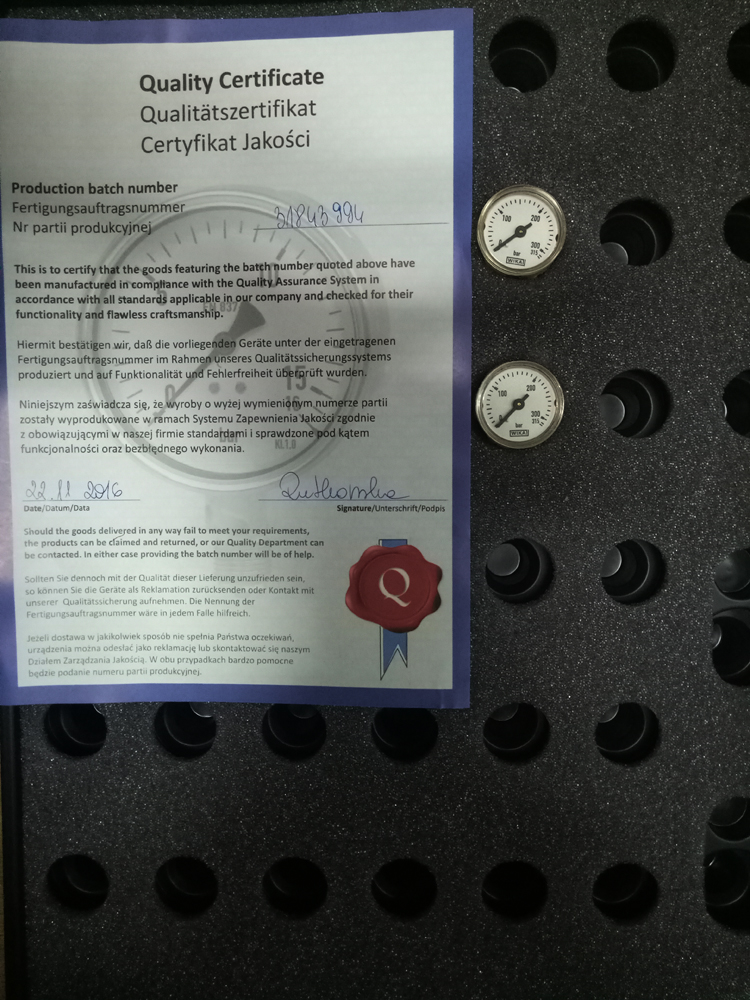 Quality Certificate
Qualitätszertifikat
Certyfikat Jakości
Production batch number
Fertigungsauftragsnummer
Nr partii produkcyjnej
31843994
This is to certify that the goods featuring the batch number quoted above have
been manufactured in compliance with the Quality Assurance System in
accordance with all standards applicable in our company and checked for their
functionality and flawless craftsmanship.
Hiermit bestätigen wir, daß die vorliegenden Geräte unter der eingetragenen
Fertigungsauftragsnummer im Rahmen unseres Qualitätssicherungssystems
produziert und auf Funktionalität und Fehlerfreiheit überprüft wurden.
Niniejszym zaświadcza się, że wyroby o wyżej wymienionym numerze partii
zostały wyprodukowane w ramach Systemu Zapewnienia Jakości zgodnie
z obowiązującymi w naszej firmie standardami i sprawdzone pod kątem
funkcjonalności oraz bezbłędnego wykonania.
15
0
KL1.0
22.11 2016
Date/Datum/Data
Signature/Unterschrift/Podpis
Should the goods delivered in any way fail to meet your requirements,
the products can be claimed and returned, or our Quality Department can
be contacted. In either case providing the batch number will be of help.
Sollten Sie dennoch mit der Qualität dieser Lieferung unzufrieden sein,
so können Sie die Geräte als Reklamation zurücksenden oder Kontakt mit
unserer Qualitätssicherung aufnehmen. Die Nennung der
Fertigungsauftragsnummer wäre in jedem Falle hilfreich.
Jeżeli dostawa w jakikolwiek sposób nie spełnia Państwa oczekiwań,
urządzenia można odesłać jako reklamację lub skontaktować się naszym
Działem Zarządzania Jakością. W obu przypadkach bardzo pomocne
będzie podanie numeru partii produkcyjnej.
Q
100 200
300
315
bar
WIKA
100 200
300
315
bar
WIKA